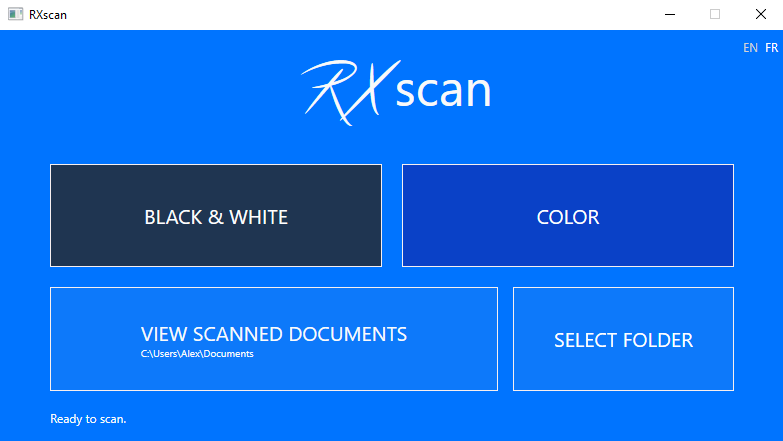 RXscan
EN FR
RXscan
BLACK & WHITE
COLOR
VIEW SCANNED DOCUMENTS
C:\Users\Alex\Documents
SELECT FOLDER
Ready to scan.